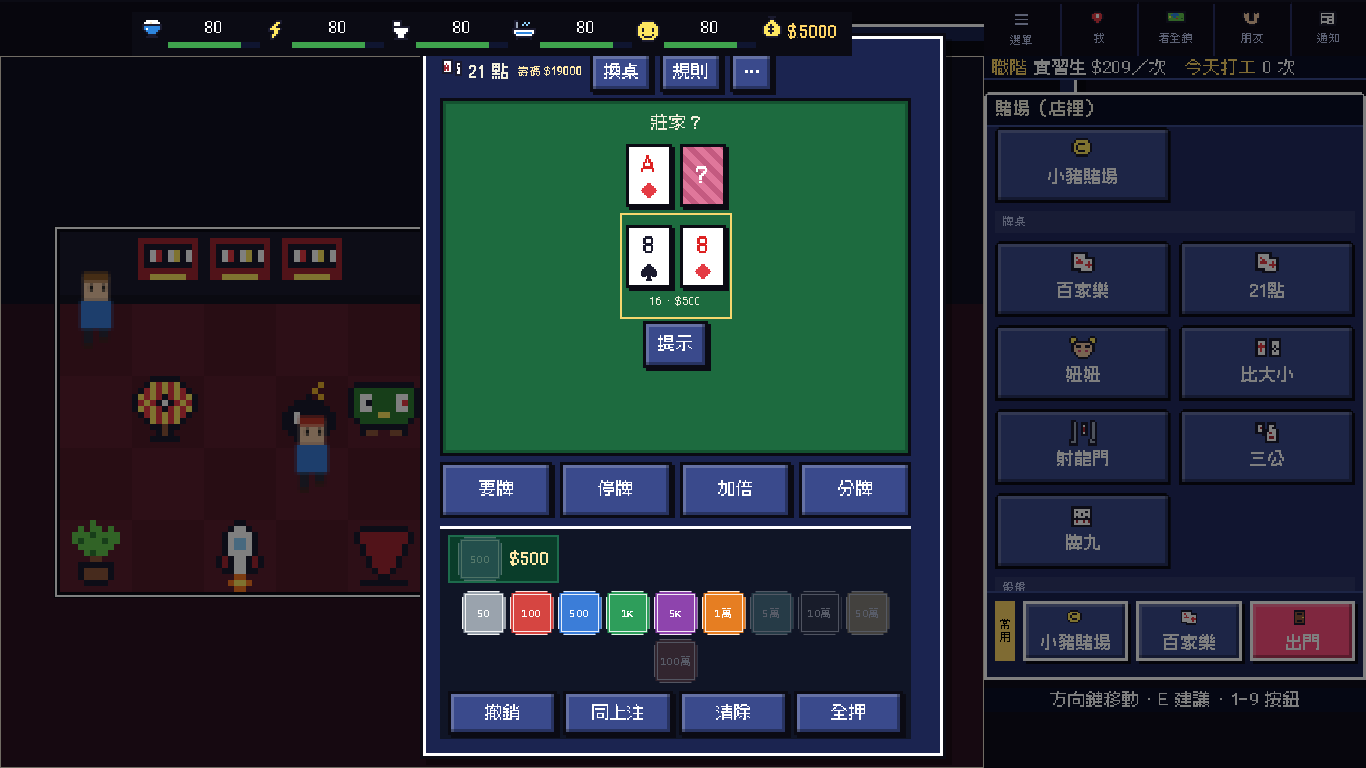 80 80 80 80 80 $5000
選單 我 看全鎮 朋友 通知
職階 實習生 $209／次 今天打工 0 次
21 點 籌碼 $19000 換桌 規則 ...
莊家？
A ?
8 8
16 · $500
提示
要牌 停牌 加倍 分牌
500 $500
50 100 500 1K 5K 1萬 5萬 10萬 50萬
100萬
撤銷 同上注 清除 全押
賭場（店裡）
小豬賭場
牌桌
百家樂 21點
妞妞 比大小
射龍門 三公
牌九
常用 小豬賭場 百家樂 出門
方向鍵移動 · E 建議 · 1-9 按鈕